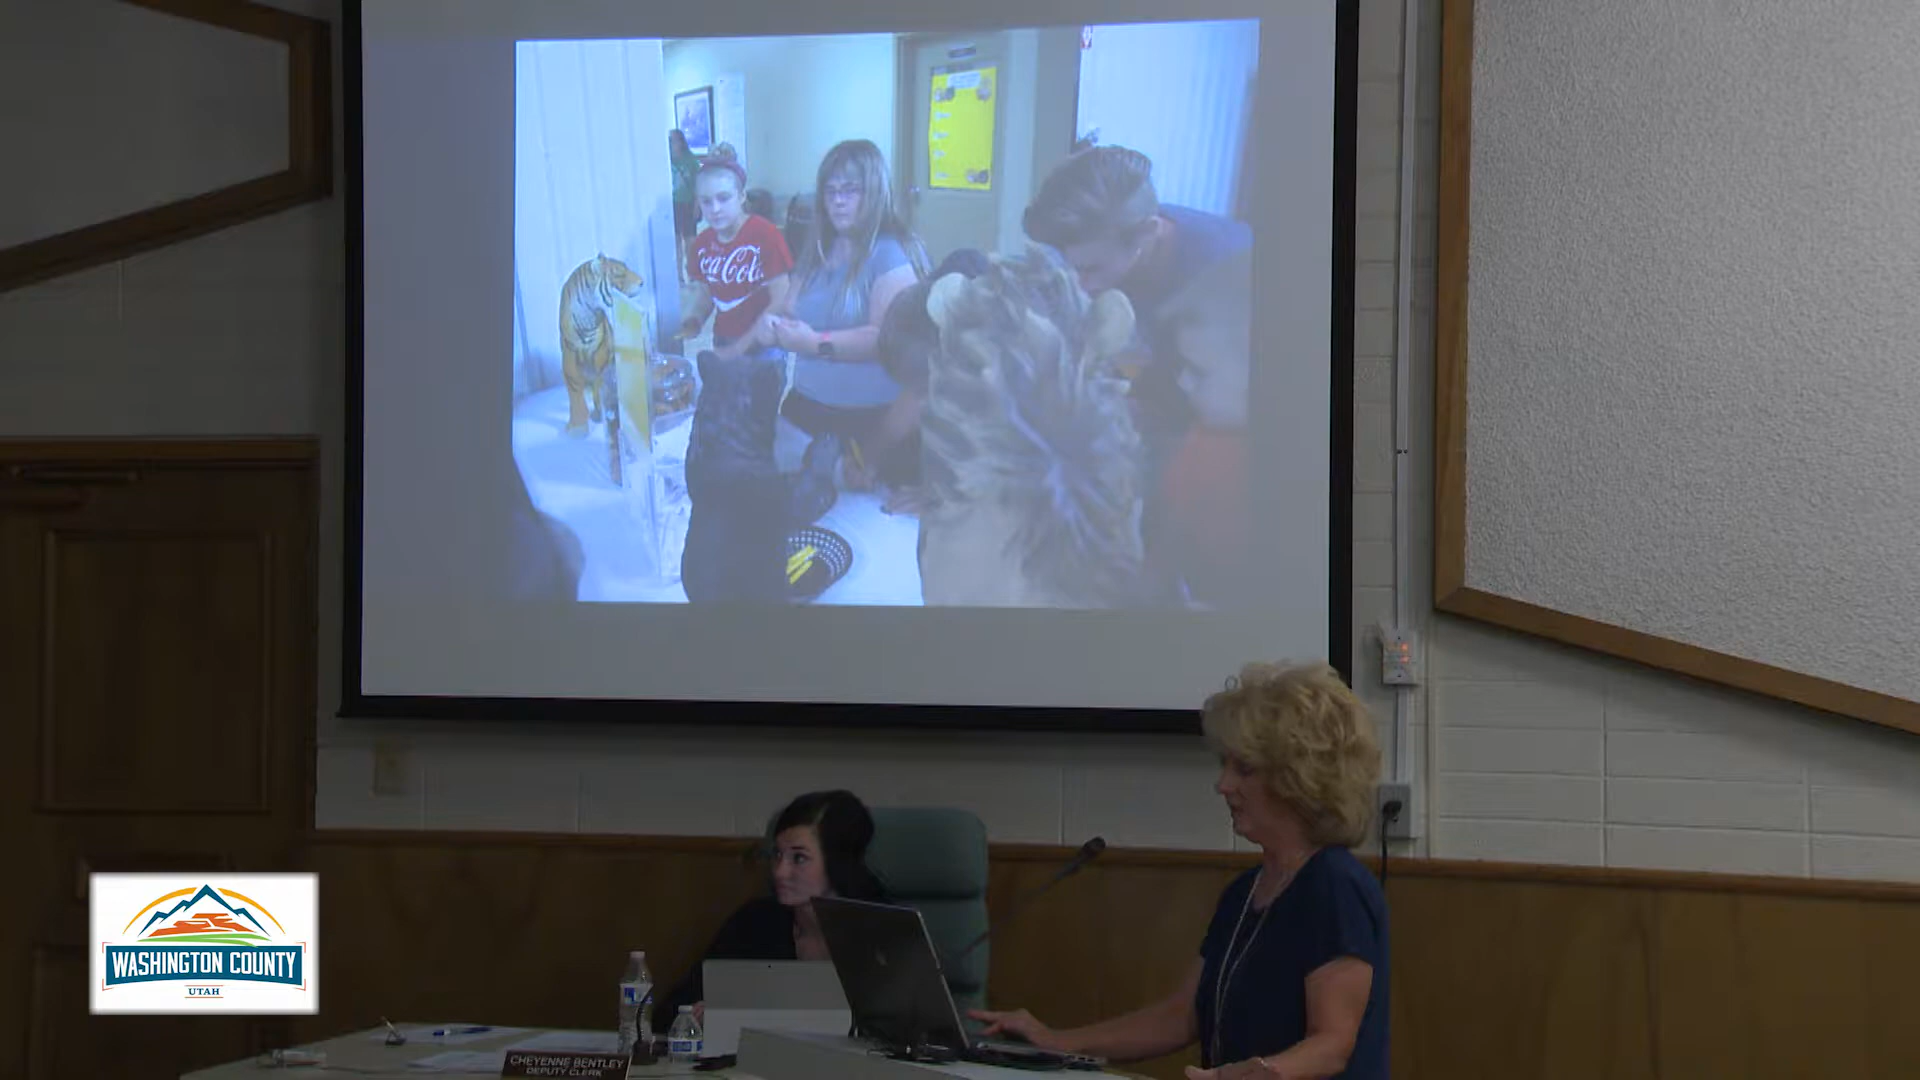 Coca-Cola
WASHINGTON COUNTY
UTAH
CHEYENNE BENTLEY
DEPUTY CLERK